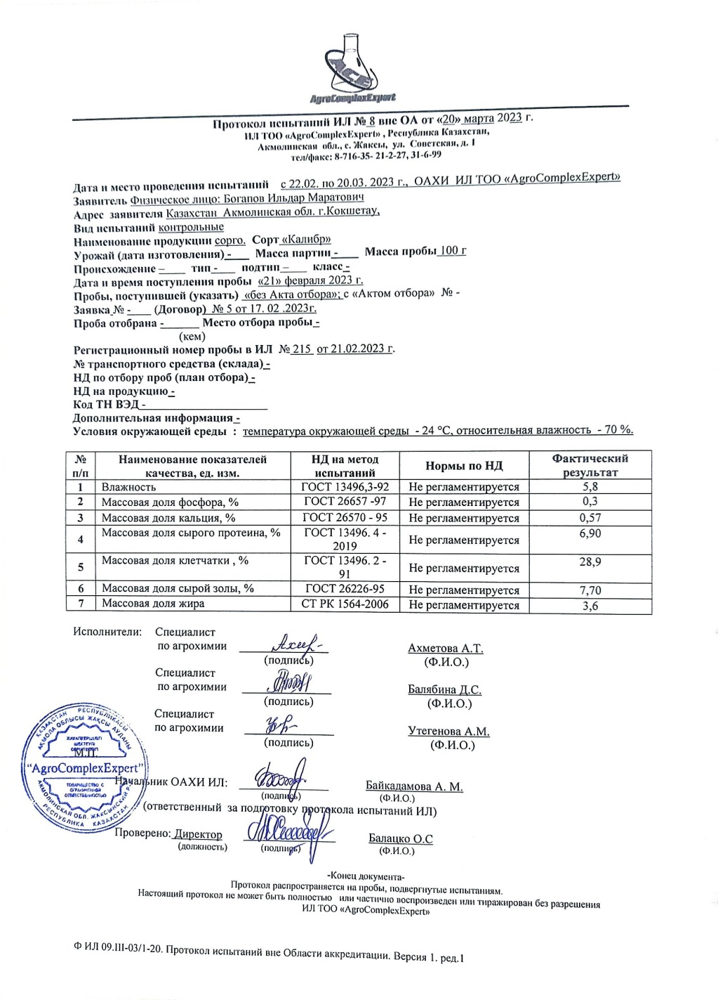 ACE
AgroComplexExpert
Протокол испытаний ИЛ № 8 вне ОА от «20» марта 2023 г.
ИЛ ТОО «AgroComplexExpert» , Республика Казахстан,
Акмолинская обл., с. Жаксы, ул. Советская, д. 1
тел/факс: 8-716-35- 21-2-27, 31-6-99
Дата и место проведения испытаний с 22.02. по 20.03. 2023 г., ОАХИ ИЛ ТОО «AgroComplexExpert»
Заявитель Физическое лицо: Богапов Ильдар Маратович
Адрес заявителя Казахстан Акмолинская обл. г.Кокшетау,
Вид испытаний контрольные
Наименование продукции сорго. Сорт «Калибр»
Урожай (дата изготовления) -____ Масса партии -____ Масса пробы 100 г
Происхождение –____ тип -____ подтип –____ класс -
Дата и время поступления пробы «21» февраля 2023 г.
Пробы, поступившей (указать) «без Акта отбора»; с «Актом отбора» № -
Заявка № -____ (Договор) № 5 от 17. 02 .2023г.
Проба отобрана -_______ Место отбора пробы -
(кем)
Регистрационный номер пробы в ИЛ № 215 от 21.02.2023 г.
№ транспортного средства (склада) -
НД по отбору проб (план отбора) -
НД на продукцию -
Код ТН ВЭД -______________________
Дополнительная информация -
Условия окружающей среды : температура окружающей среды - 24 °С, относительная влажность - 70 %.
№ п/п Наименование показателей качества, ед. изм. НД на метод испытаний Нормы по НД Фактический результат
1 Влажность ГОСТ 13496,3-92 Не регламентируется 5,8
2 Массовая доля фосфора, % ГОСТ 26657 -97 Не регламентируется 0,3
3 Массовая доля кальция, % ГОСТ 26570 - 95 Не регламентируется 0,57
4 Массовая доля сырого протеина, % ГОСТ 13496. 4 - 2019 Не регламентируется 6,90
5 Массовая доля клетчатки , % ГОСТ 13496. 2 - 91 Не регламентируется 28,9
6 Массовая доля сырой золы, % ГОСТ 26226-95 Не регламентируется 7,70
7 Массовая доля жира СТ РК 1564-2006 Не регламентируется 3,6
Исполнители: Специалист
по агрохимии Ахметова А.Т.
(подпись) (Ф.И.О.)
Специалист
по агрохимии Балябина Д.С.
(подпись) (Ф.И.О.)
Специалист
по агрохимии Утегенова А.М.
(подпись) (Ф.И.О.)
М.П.
ҚАЗАҚСТАН РЕСПУБЛИКАСЫ
АҚМОЛА ОБЛЫСЫ ЖАҚСЫ АУДАНЫ
ЖАУАПКЕРШІЛІГІ
ШЕКТЕУЛІ
СЕРІКТЕСТІГІ
"AgroComplexExpert"
ТОВАРИЩЕСТВО С
ОГРАНИЧЕННОЙ
ОТВЕТСТВЕННОСТЬЮ
АКМОЛИНСКАЯ ОБЛ. ЖАКСЫНСКИЙ Р.
РЕСПУБЛИКА КАЗАХСТАН
Начальник ОАХИ ИЛ: Байкадамова А. М.
(подпись) (Ф.И.О.)
(ответственный за подготовку протокола испытаний ИЛ)
Проверено: Директор Балацко О.С
(должность) (подпись) (Ф.И.О.)
-Конец документа-
Протокол распространяется на пробы, подвергнутые испытаниям.
Настоящий протокол не может быть полностью или частично воспроизведен или тиражирован без разрешения
ИЛ ТОО «AgroComplexExpert»
Ф ИЛ 09.III-03/1-20. Протокол испытаний вне Области аккредитации. Версия 1. ред.1